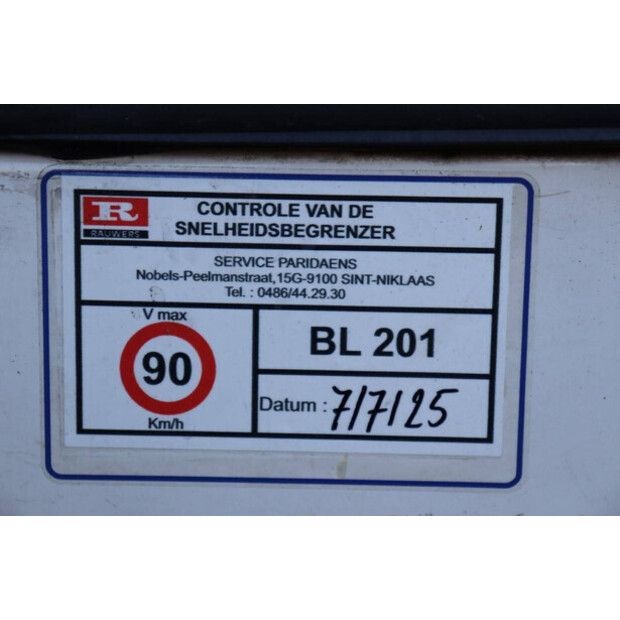 R
RAUWERS
CONTROLE VAN DE
SNELHEIDSBEGRENZER
SERVICE PARIDAENS
Nobels-Peelmanstraat,15G-9100 SINT-NIKLAAS
Tel. : 0486/44.29.30
V max
90
Km/h
BL 201
Datum : 7/7/25